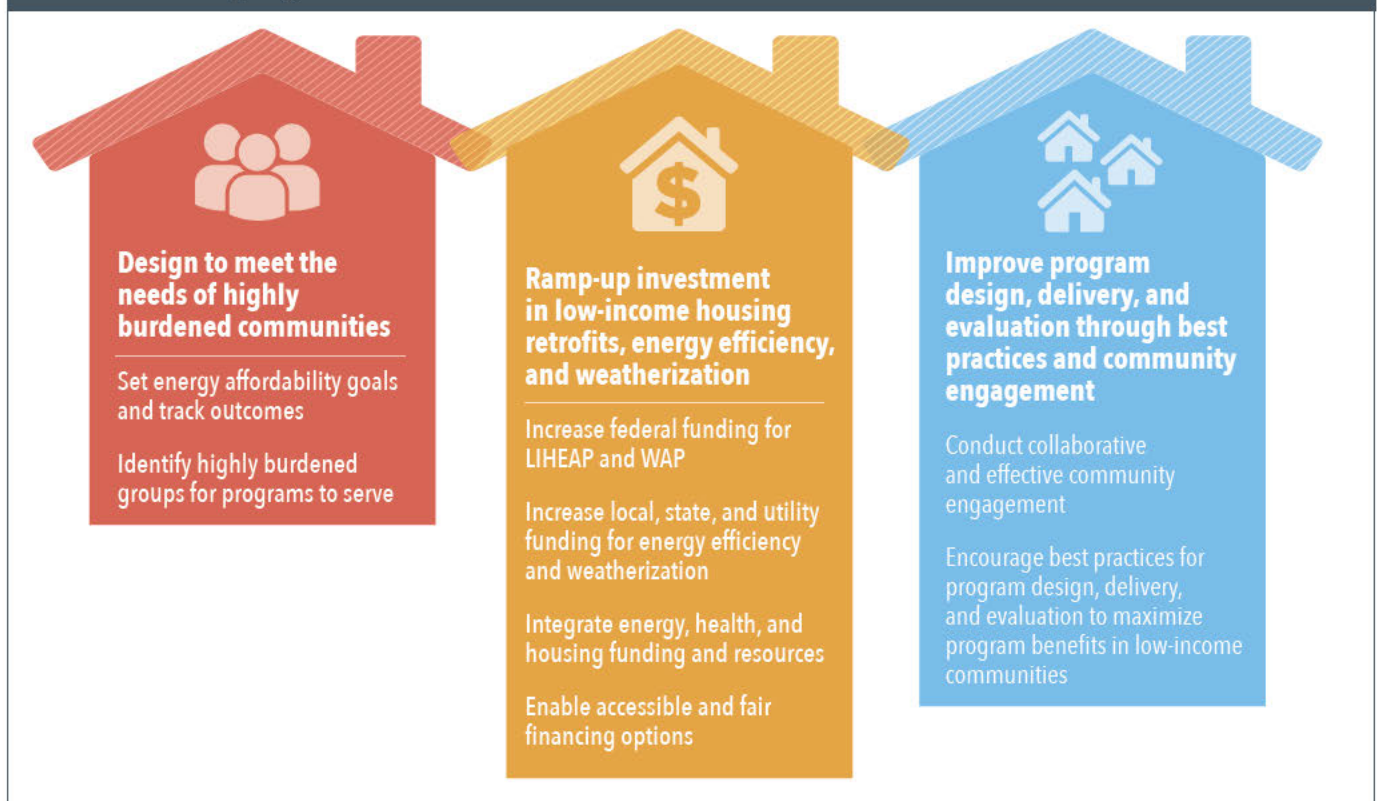 Design to meet the
needs of highly
burdened communities
Set energy affordability goals
and track outcomes
Identify highly burdened
groups for programs to serve
$
Ramp-up investment
in low-income housing
retrofits, energy efficiency,
and weatherization
Increase federal funding for
LIHEAP and WAP
Increase local, state, and utility
funding for energy efficiency
and weatherization
Integrate energy, health, and
housing funding and resources
Enable accessible and fair
financing options
Improve program
design, delivery, and
evaluation through best
practices and community
engagement
Conduct collaborative
and effective community
engagement
Encourage best practices for
program design, delivery,
and evaluation to maximize
program benefits in low-income
communities